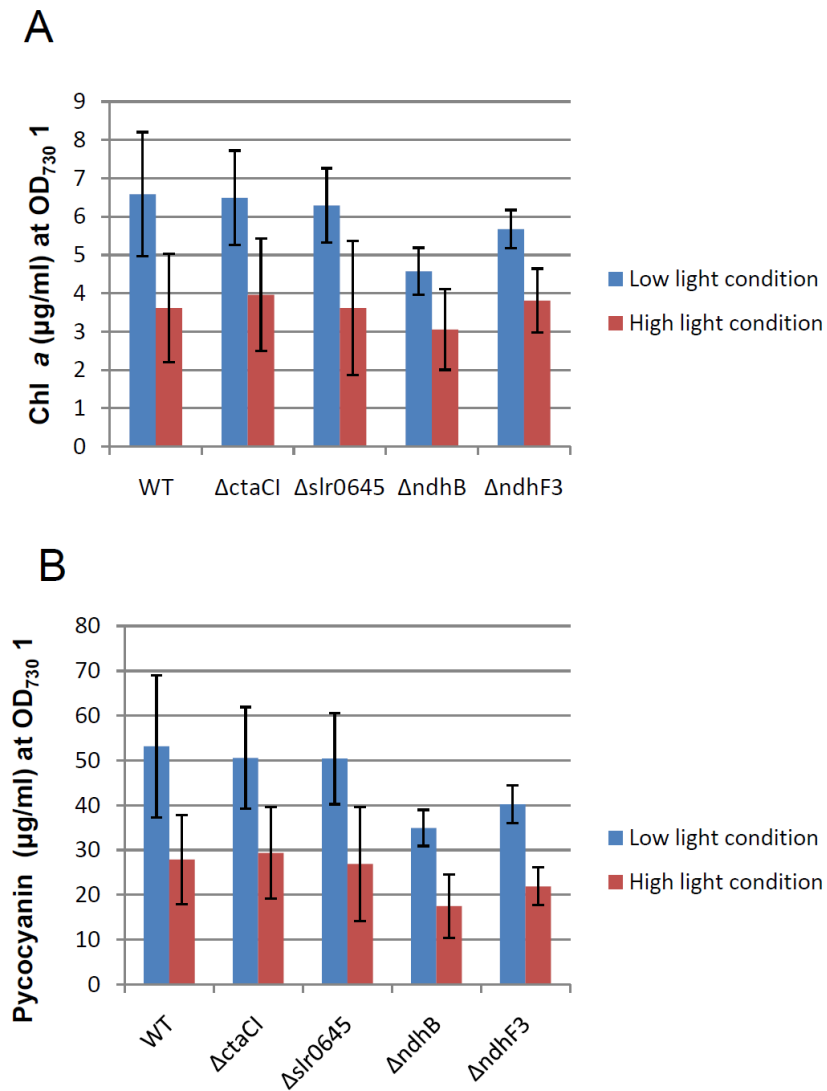 A
Chl a (µg/ml) at OD730 1
9
8
7
6
5
4
3
2
1
0
WT ΔctaCI Δslr0645 ΔndhB ΔndhF3
Low light condition
High light condition
B
Pycocyanin (µg/ml) at OD730 1
80
70
60
50
40
30
20
10
0
WT ΔctaCI Δslr0645 ΔndhB ΔndhF3
Low light condition
High light condition